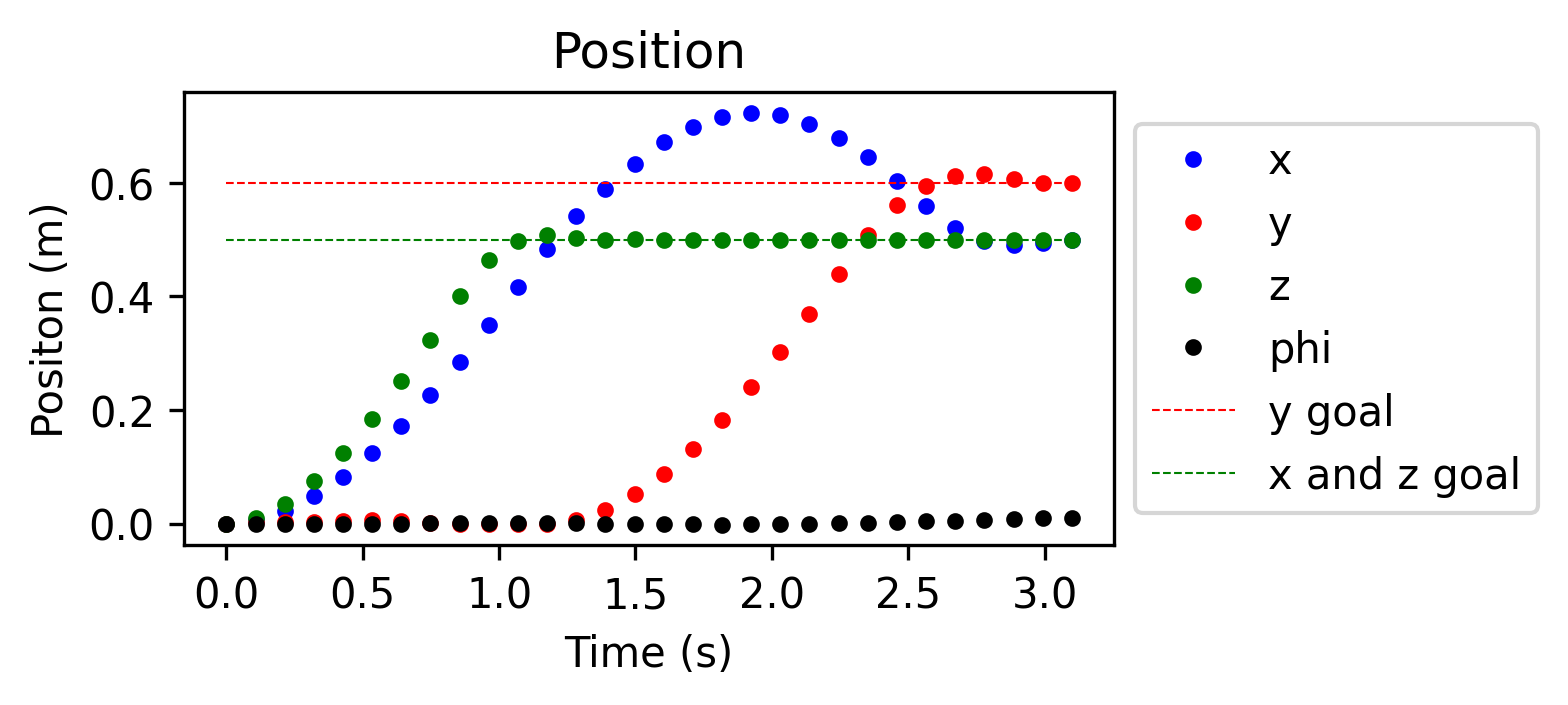 Position
Positon (m)
0.6
0.4
0.2
0.0
0.0 0.5 1.0 1.5 2.0 2.5 3.0
Time (s)
x
y
z
phi
y goal
x and z goal